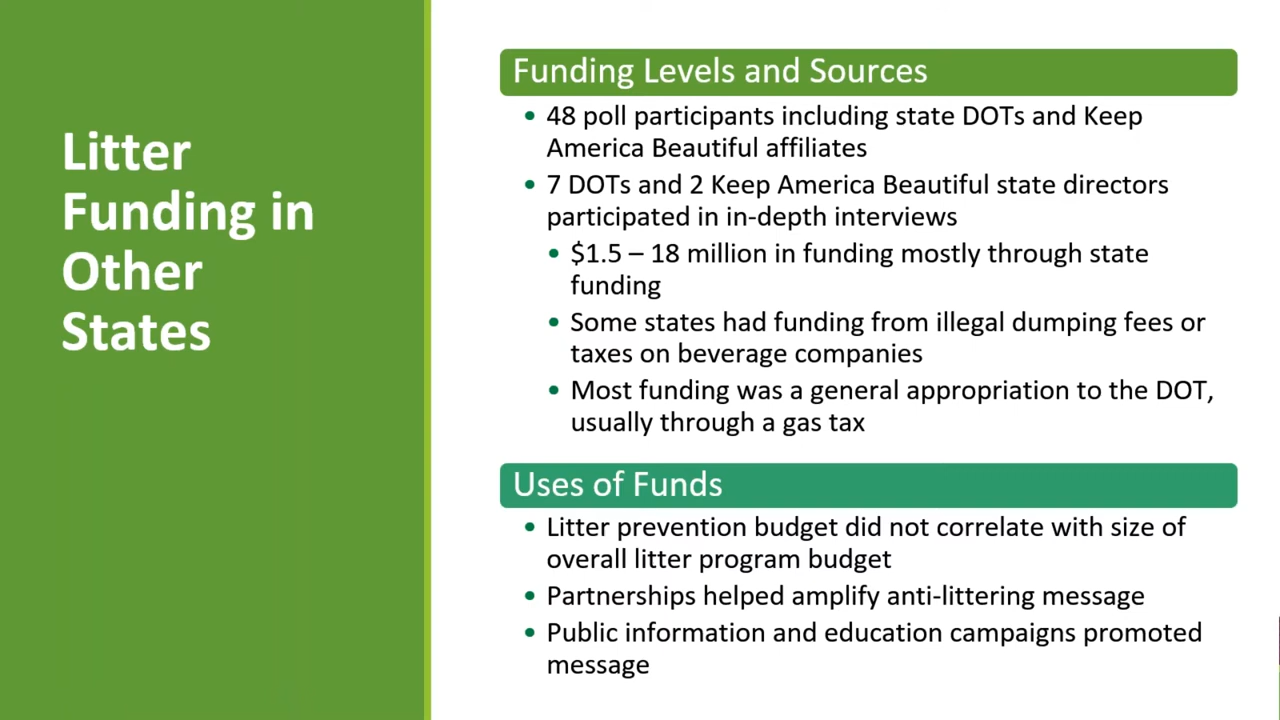 Litter
Funding in
Other
States
Funding Levels and Sources
• 48 poll participants including state DOTs and Keep
America Beautiful affiliates
• 7 DOTs and 2 Keep America Beautiful state directors
participated in in-depth interviews
• $1.5 – 18 million in funding mostly through state
funding
• Some states had funding from illegal dumping fees or
taxes on beverage companies
• Most funding was a general appropriation to the DOT,
usually through a gas tax
Uses of Funds
• Litter prevention budget did not correlate with size of
overall litter program budget
• Partnerships helped amplify anti-littering message
• Public information and education campaigns promoted
message